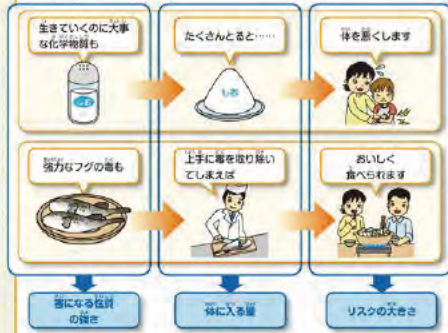 生きていくのに大事
な化学物質も
しお
たくさんとると……
しお
体を悪くします
強力なフグの毒も
上手に毒を取り除い
てしまえば
おいしく
食べられます
害になる性質
の強さ
体に入る量
リスクの大きさ